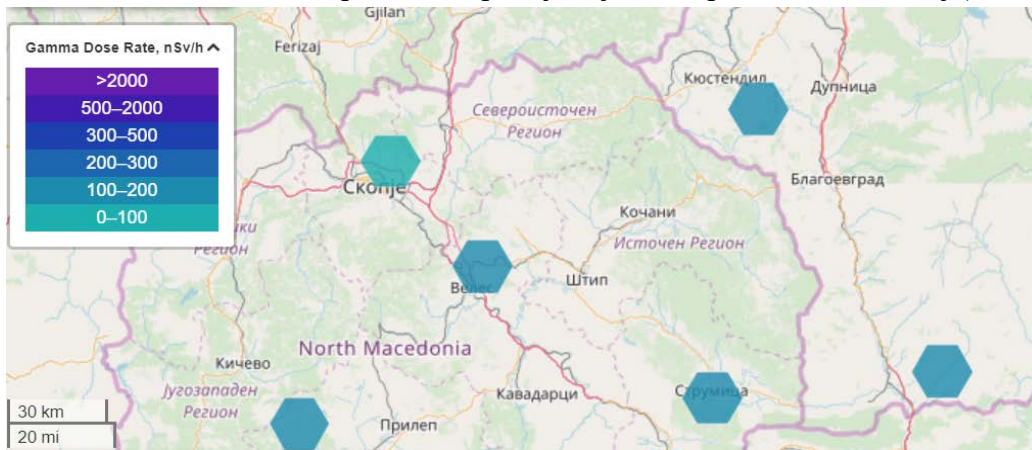 Gjilan
Gamma Dose Rate, nSv/h
>2000
500–2000
300–500
200–300
100–200
0–100
Ferizaj
Североисточен
Регион
Кюстендил
Дупница
Скопје
Благоевград
Регион
Кочани
Источен Регион
Велес
Штип
North Macedonia
Кичево
Југозападен
Регион
Кавадарци
Струмица
Прилеп
30 km
20 mi